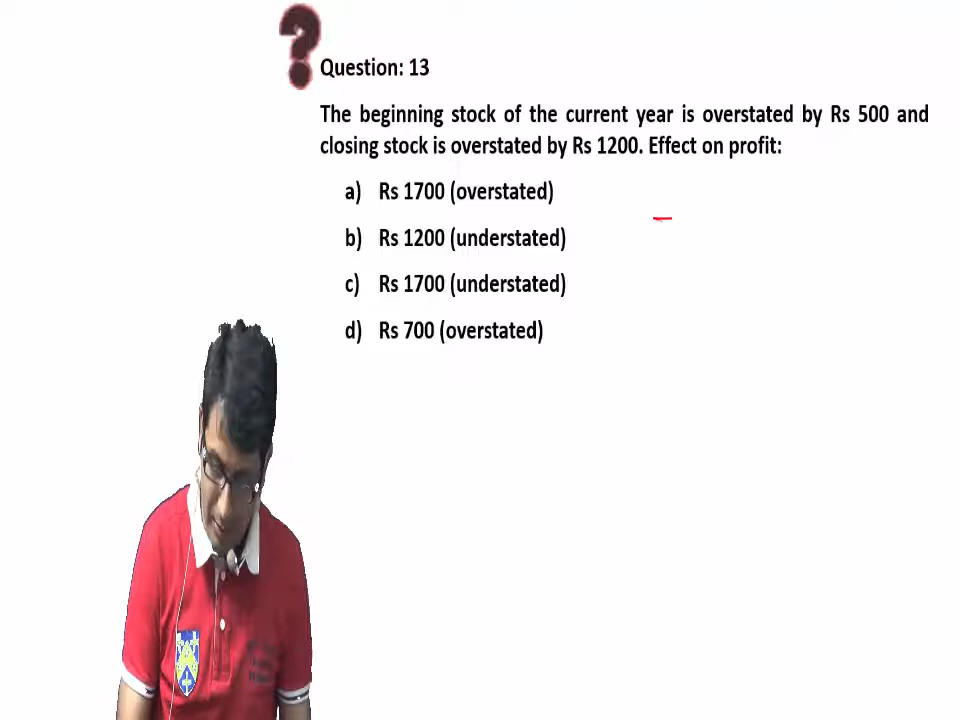 Question: 13
The beginning stock of the current year is overstated by Rs 500 and
closing stock is overstated by Rs 1200. Effect on profit:
a) Rs 1700 (overstated)
b) Rs 1200 (understated)
c) Rs 1700 (understated)
d) Rs 700 (overstated)